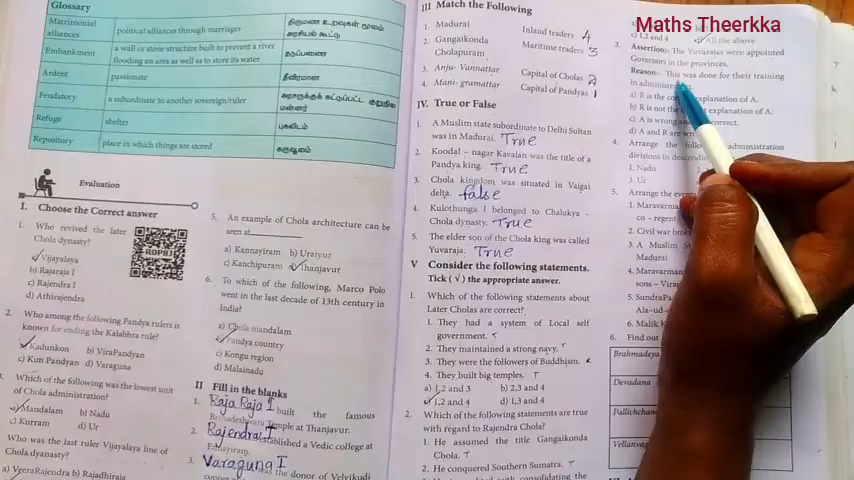 Glossary
Matrimonial alliances political alliances through marriages திருமண உறவுகள் மூலம் அரசியல் கூட்டு
Embankment a wall or stone structure built to prevent a river flooding an area as well as to store its water தடுப்பணை
Ardent passionate தீவிரமான
Feudatory a subordinate to another sovereign/ruler அரசருக்குக் கட்டுப்பட்ட குறுநில மன்னர்
Refuge shelter புகலிடம்
Repository place in which things are stored கருவூலம்
Evaluation
I. Choose the Correct answer
1. Who revived the later
Chola dynasty?
a) Vijayalaya
b) Rajaraja I
c) Rajendra I
d) Athirajendra
2. Who among the following Pandya rulers is
known for ending the Kalabhra rule?
a) Kadunkon b) ViraPandyan
c) Kun Pandyan d) Varaguna
Which of the following was the lowest unit
of Chola administration?
a) Mandalam b) Nadu
c) Kurram d) Ur
Who was the last ruler Vijayalaya line of
Chola dyanasty?
a) VeeraRajendra b) Rajadhiraja
5. An example of Chola architecture can be
seen at
a) Kannayiram b) Uraiyur
c) Kanchipuram d) Thanjavur
6. To which of the following, Marco Polo
went in the last decade of 13th century in
India?
a) Chola mandalam
b) Pandya country
c) Kongu region
d) Malainadu
II Fill in the blanks
1. Raja Raja I built the famous
Brihadeshwara Temple at Thanjavur.
2. Rajendra I established a Vedic college at
Ennayiram.
3. Varaguna I was the donor of Velvikudi
III Match the Following
1. Madurai Inland traders 4
2. Gangaikonda Cholapuram Maritime traders 3
3. Anju-Vannattar Capital of Cholas 2
4. Mani-gramattar Capital of Pandyas 1
IV. True or False
1. A Muslim state subordinate to Delhi Sultan
was in Madurai. True
2. Koodal - nagar Kavalan was the title of a
Pandya king. True
3. Chola kingdom was situated in Vaigai
delta. false
4. Kulothunga I belonged to Chalukya -
Chola dynasty. True
5. The elder son of the Chola king was called
Yuvaraja. True
V Consider the following statements.
Tick (√) the appropriate answer.
1. Which of the following statements about
Later Cholas are correct?
1. They had a system of Local self
government. T
2. They maintained a strong navy. T
3. They were the followers of Buddhism.
4. They built big temples. T
a) 1,2 and 3 b) 2,3 and 4
c) 1,2 and 4 d) 1,3 and 4
2. Which of the following statements are true
with regard to Rajendra Chola?
1. He assumed the title Gangaikonda
Chola. T
2. He conquered Southern Sumatra. T
Maths Theerkka
c) 1,2 and 4 d) All the above
3. Assertion:- The Yuvarajas were appointed
Governors in the provinces.
Reason:- This was done for their training
in
a) R is the explanation of A.
b) R is not the explanation of A.
c) A is wrong correct.
d) A and R are
4. Arrange the administration
divisions in
1. Nadu
3. Ur
5. Arrange the
1. Maravarma
co - regent
2. Civil war
3. A Muslim
Madurai
4. Maravarman
sons - Vira
5. SundraPa
Ala-ud-
6. Malik
6. Find out
Brahmadeya
Devadana
Pallichchan
Vellanvag